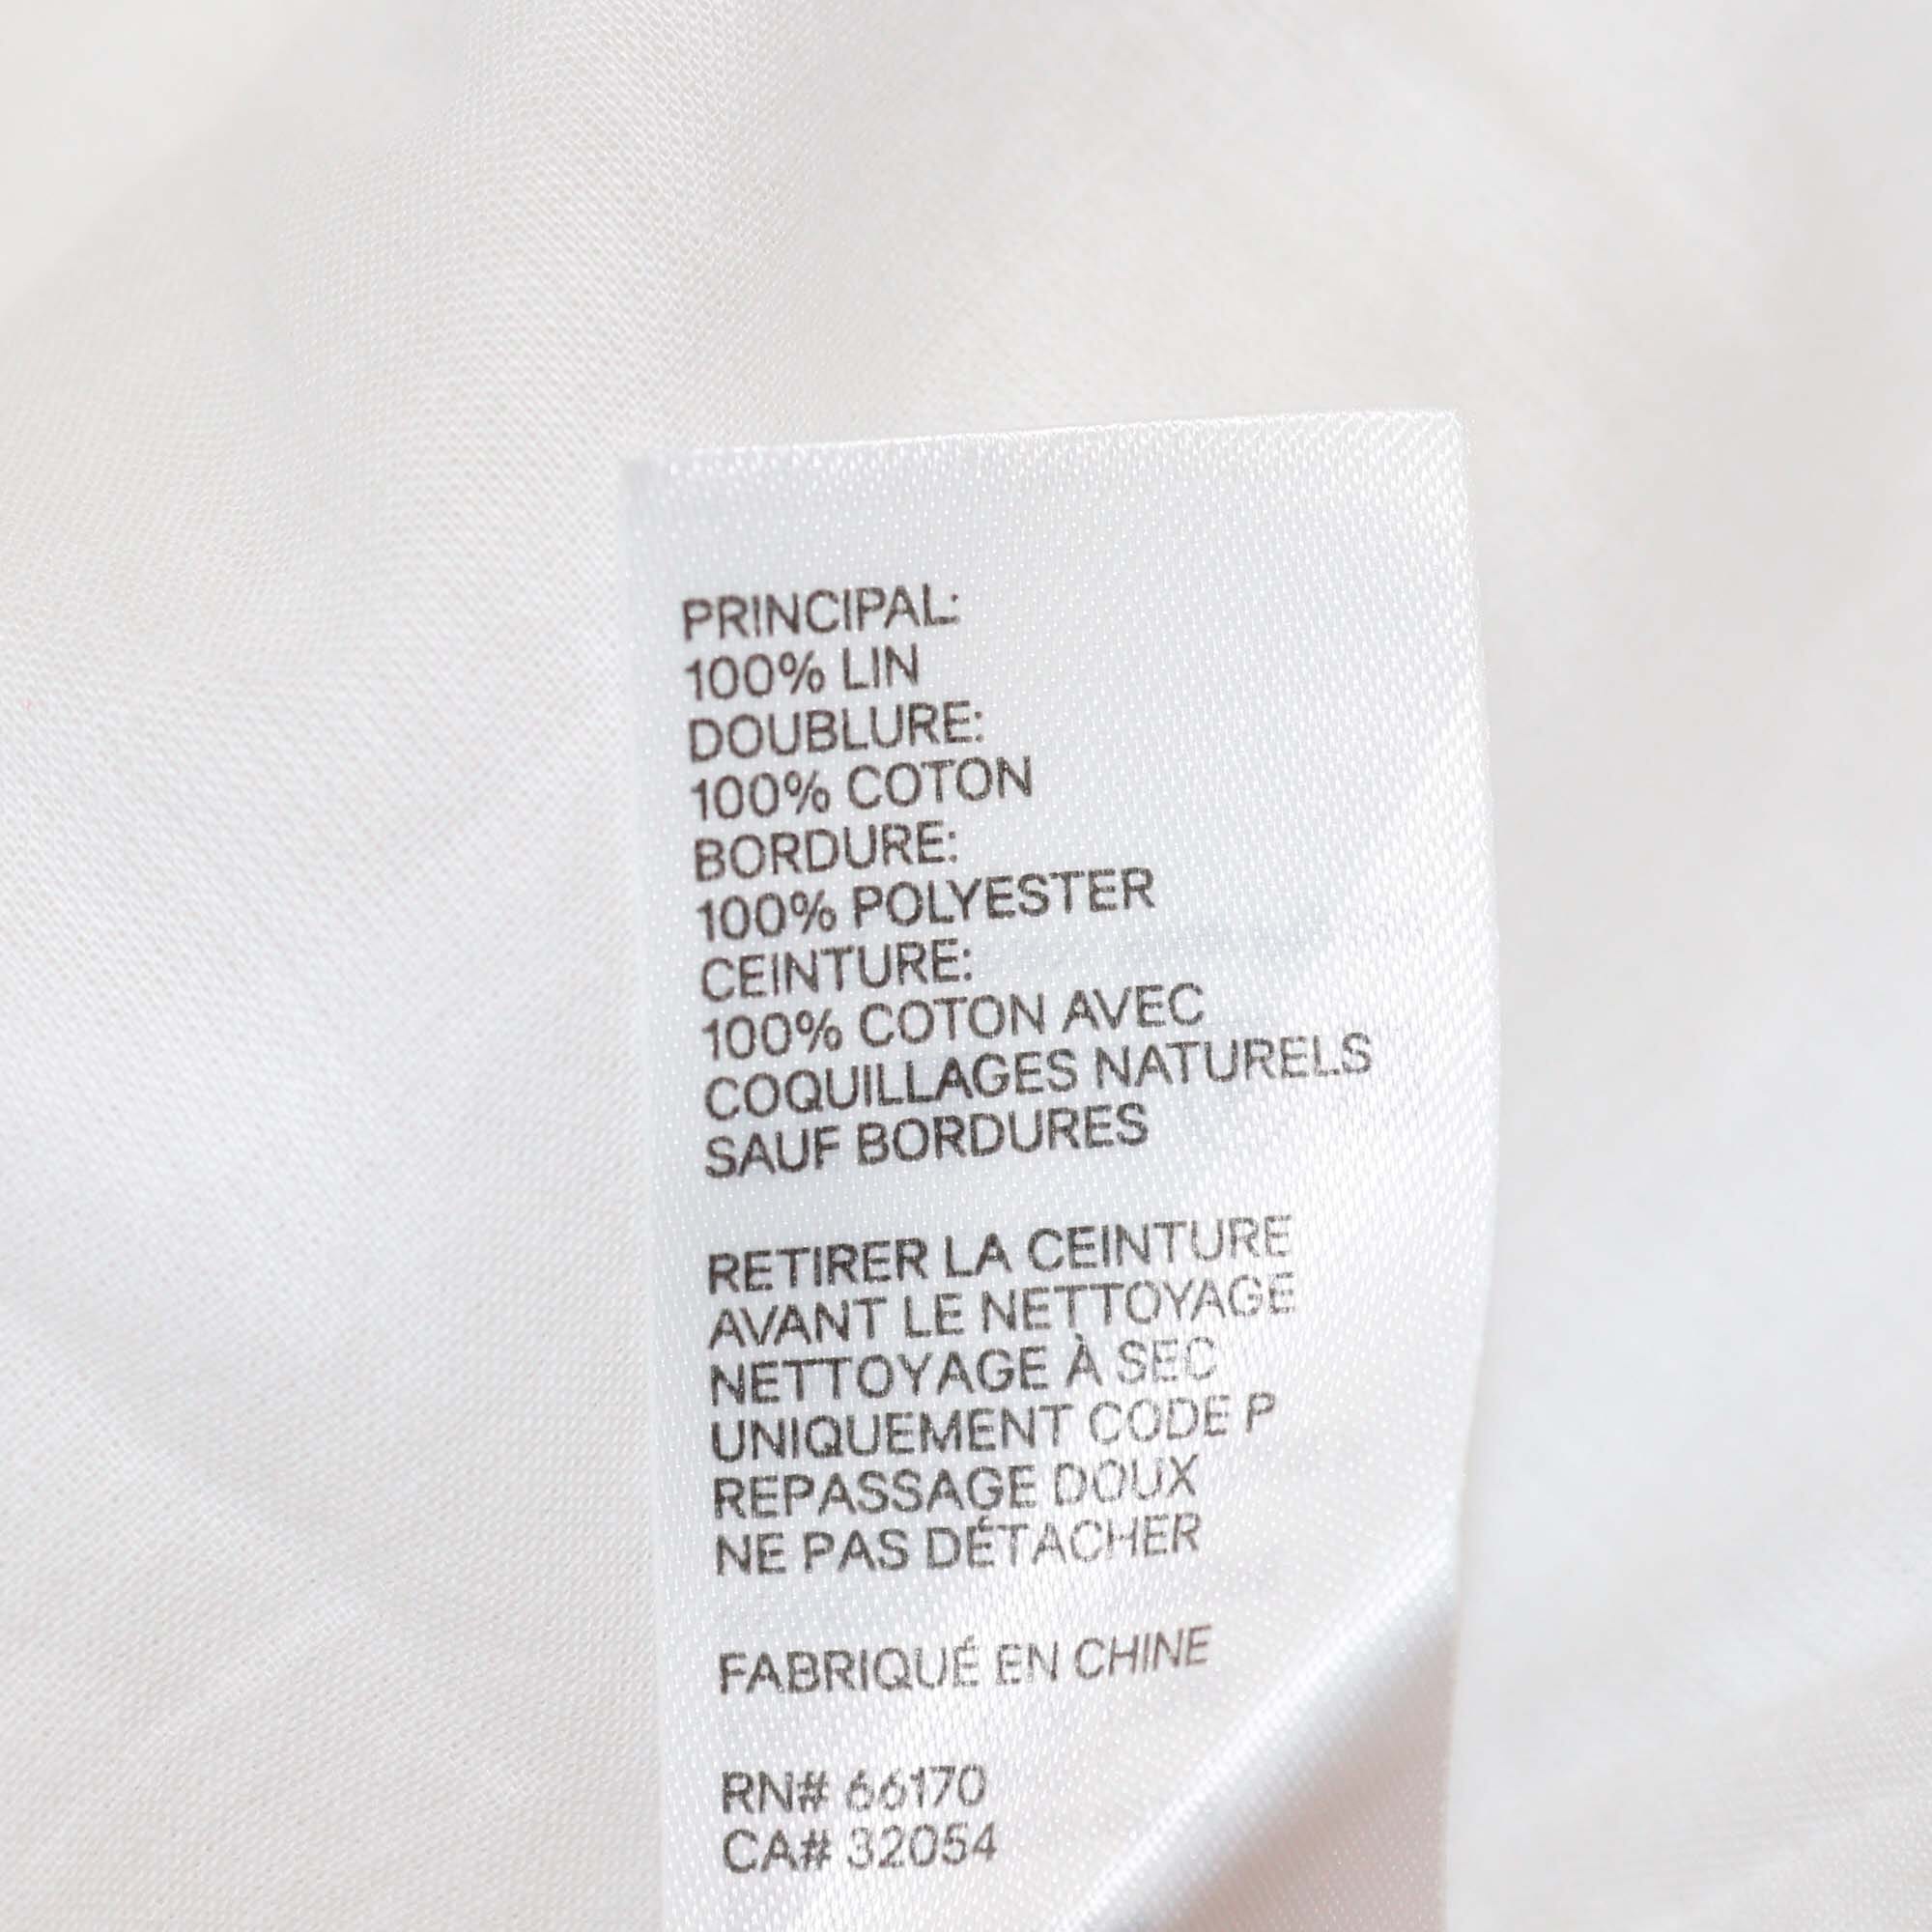 PRINCIPAL:
100% LIN
DOUBLURE:
100% COTON
BORDURE:
100% POLYESTER
CEINTURE:
100% COTON AVEC
COQUILLAGES NATURELS
SAUF BORDURES
RETIRER LA CEINTURE
AVANT LE NETTOYAGE
NETTOYAGE À SEC
UNIQUEMENT CODE P
REPASSAGE DOUX
NE PAS DÉTACHER
FABRIQUÉ EN CHINE
RN# 66170
CA# 32054